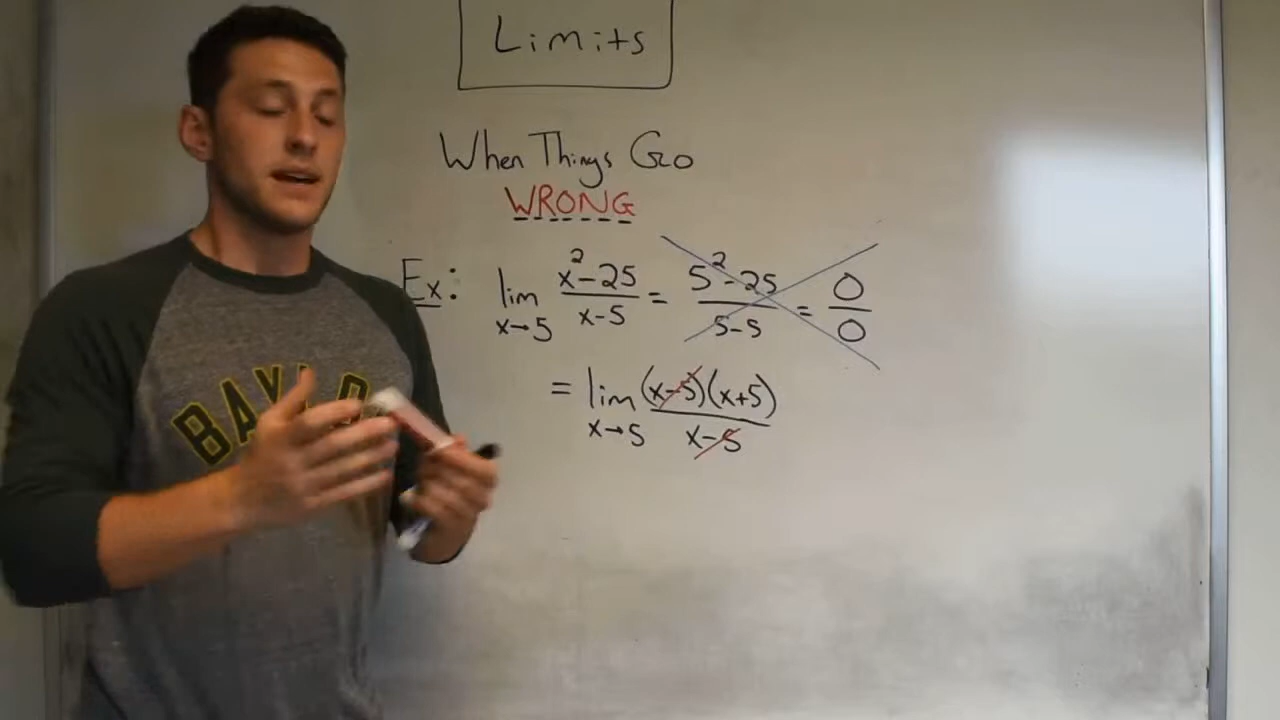 Limits
When Things Go
WRONG
Ex: lim x→5 x²-25 / x-5 = 5²-25 / 5-5 = 0/0
= lim x→5 (x-5)(x+5) / x-5
BAYLO